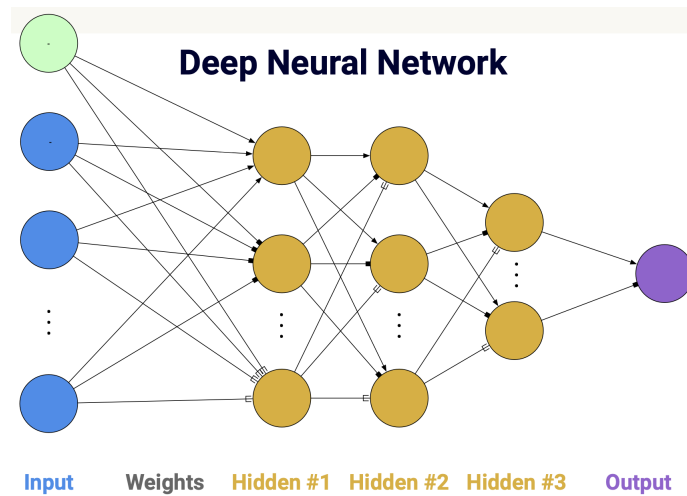 Deep Neural Network
Input Weights Hidden #1 Hidden #2 Hidden #3 Output